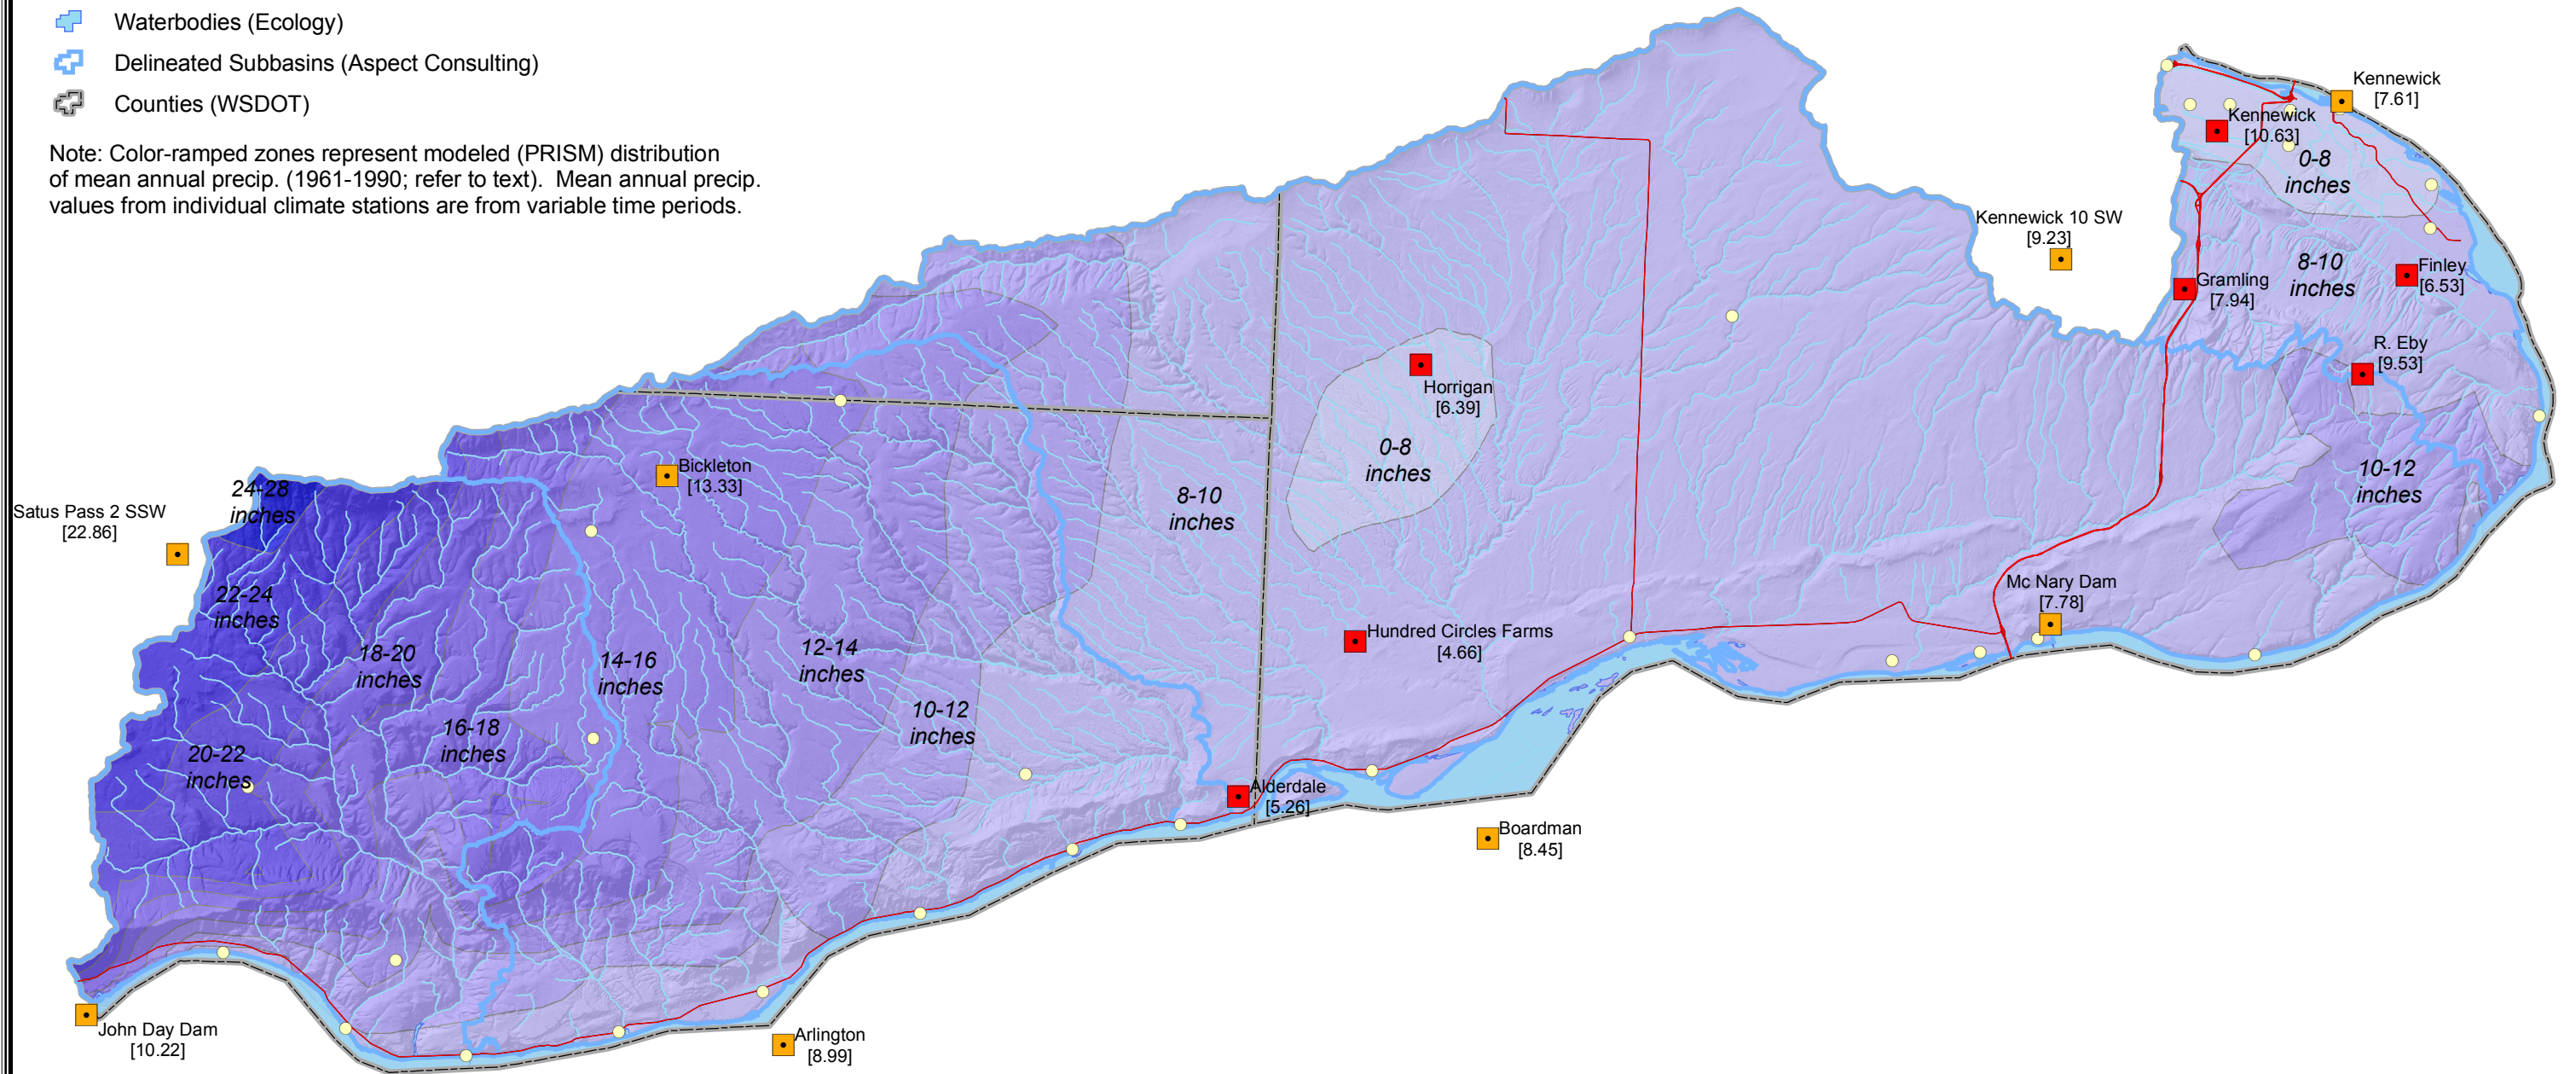 Waterbodies (Ecology)
Delineated Subbasins (Aspect Consulting)
Counties (WSDOT)
Note: Color-ramped zones represent modeled (PRISM) distribution
of mean annual precip. (1961-1990; refer to text).  Mean annual precip.
values from individual climate stations are from variable time periods.
Kennewick
[7.61]
Kennewick
[10.63]
0-8
inches
Kennewick 10 SW
[9.23]
8-10
inches
Finley
[6.53]
Gramling
[7.94]
R. Eby
[9.53]
Horrigan
[6.39]
0-8
inches
10-12
inches
Bickleton
[13.33]
24-28
inches
Satus Pass 2 SSW
[22.86]
8-10
inches
22-24
inches
Mc Nary Dam
[7.78]
Hundred Circles Farms
[4.66]
18-20
inches
14-16
inches
12-14
inches
10-12
inches
16-18
inches
20-22
inches
Alderdale
[5.26]
Boardman
[8.45]
John Day Dam
[10.22]
Arlington
[8.99]